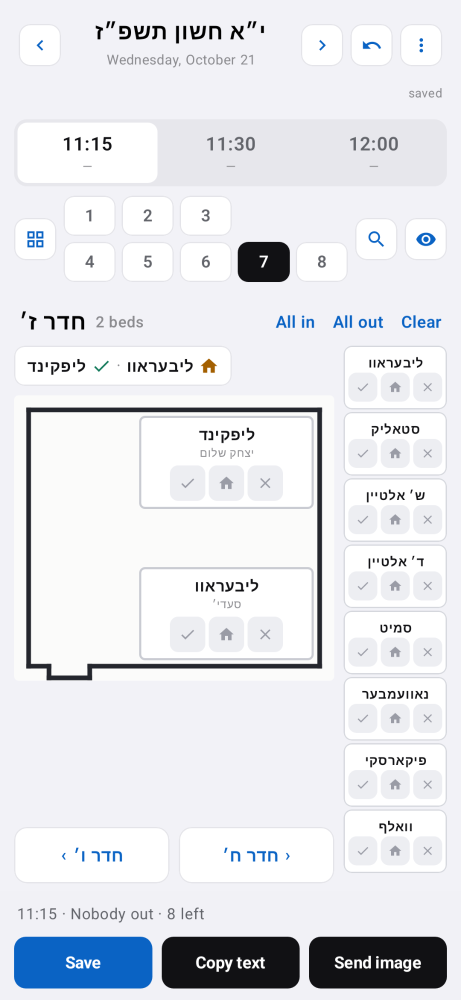 י״א חשון תשפ״ז
Wednesday, October 21
saved
11:15
—
11:30
—
12:00
—
1
2
3
4
5
6
7
8
חדר ז׳
2 beds
All in
All out
Clear
ליבעראוו · ליפקינד
ליפקינד
יצחק שלום
ליבעראוו
סעדי׳
ליבעראוו
סטאליק
ש׳ אלטיין
ד׳ אלטיין
סמיט
נאוועמבער
פיקארסקי
וואלף
חדר ו׳ ›
‹ חדר ח׳
11:15 · Nobody out · 8 left
Save
Copy text
Send image